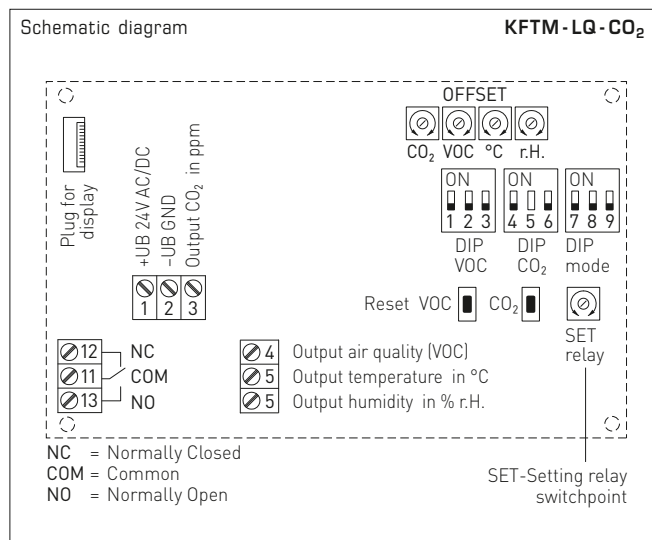 Schematic diagram
KFTM-LQ-CO₂
OFFSET
CO₂ VOC °C r.H.
Plug for
display
+UB 24V AC/DC
-UB GND
Output CO₂ in ppm
1 2 3
ON
1 2 3
DIP
VOC
ON
4 5 6
DIP
CO₂
ON
7 8 9
DIP
mode
Reset VOC
CO₂
SET
relay
12 NC
11 COM
13 NO
4 Output air quality (VOC)
5 Output temperature in °C
5 Output humidity in % r.H.
NC = Normally Closed
COM = Common
NO = Normally Open
SET-Setting relay
switchpoint